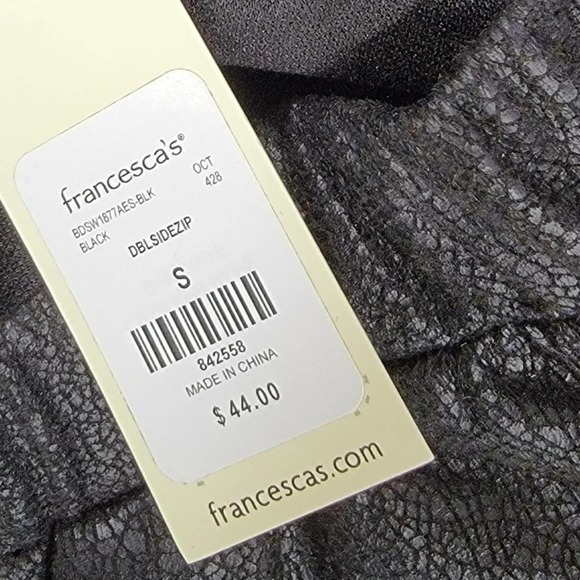 francesca's®
BDSW1877AES-BLK OCT
BLACK 428
DBLSIDEZIP
S
842558
MADE IN CHINA
$44.00
francescas.com